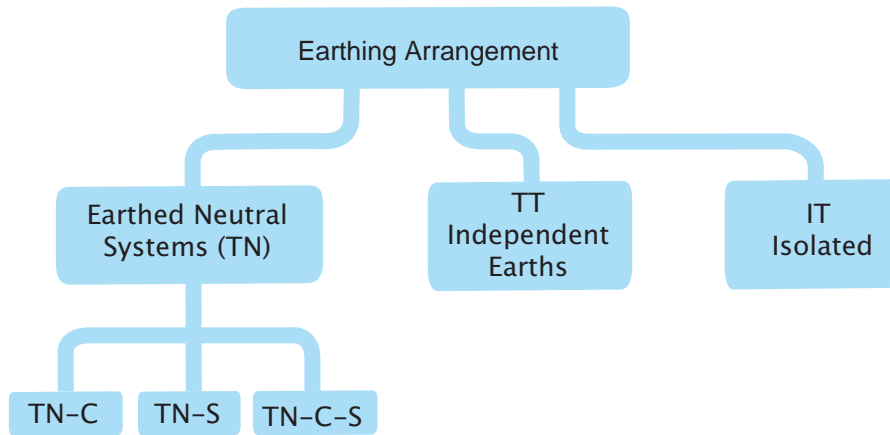 Earthing Arrangement
Earthed Neutral
Systems (TN)
TT
Independent
Earths
IT
Isolated
TN-C
TN-S
TN-C-S